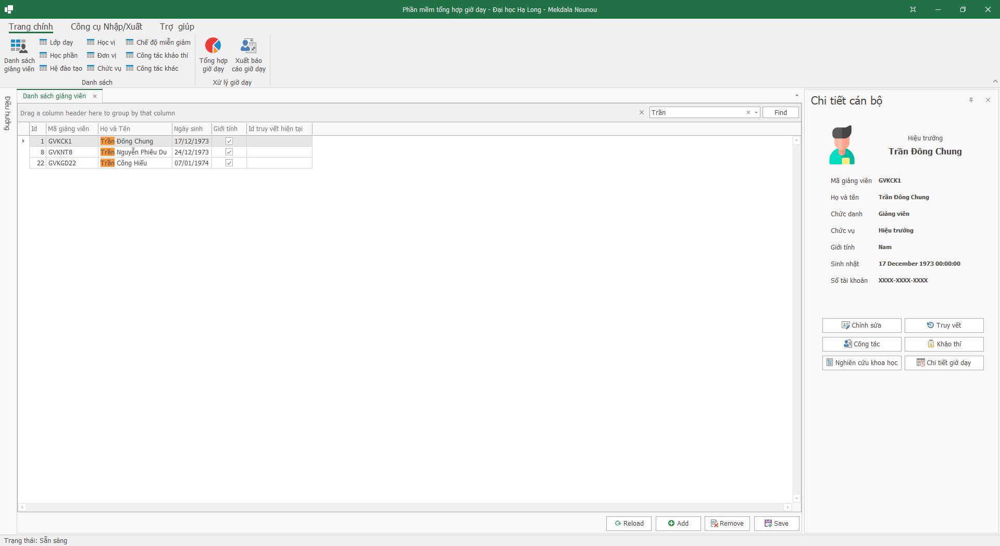 Phần mềm tổng hợp giờ dạy - Đại học Hạ Long - Mekdala Nounou
Trang chính Công cụ Nhập/Xuất Trợ giúp
Danh sách giảng viên
Lớp dạy Học vị Chế độ miễn giảm
Học phần Đơn vị Công tác khảo thí
Hệ đào tạo Chức vụ Công tác khác
Tổng hợp giờ dạy
Xuất báo cáo giờ dạy
Danh sách Xử lý giờ dạy
Điều hướng
Danh sách giảng viên
Drag a column header here to group by that column
Trần Find
Id Mã giảng viên Họ và Tên Ngày sinh Giới tính Id truy vết hiện tại
1 GVKCK1 Trần Đông Chung 17/12/1973
8 GVKNT8 Trần Nguyễn Phiêu Du 24/12/1973
22 GVKGD22 Trần Công Hiếu 07/01/1974
Reload Add Remove Save
Chi tiết cán bộ
Hiệu trưởng
Trần Đông Chung
Mã giảng viên GVKCK1
Họ và tên Trần Đông Chung
Chức danh Giảng viên
Chức vụ Hiệu trưởng
Giới tính Nam
Sinh nhật 17 December 1973 00:00:00
Số tài khoản XXXX-XXXX-XXXX
Chỉnh sửa Truy vết
Công tác Khảo thí
Nghiên cứu khoa học Chi tiết giờ dạy
Trạng thái: Sẵn sàng